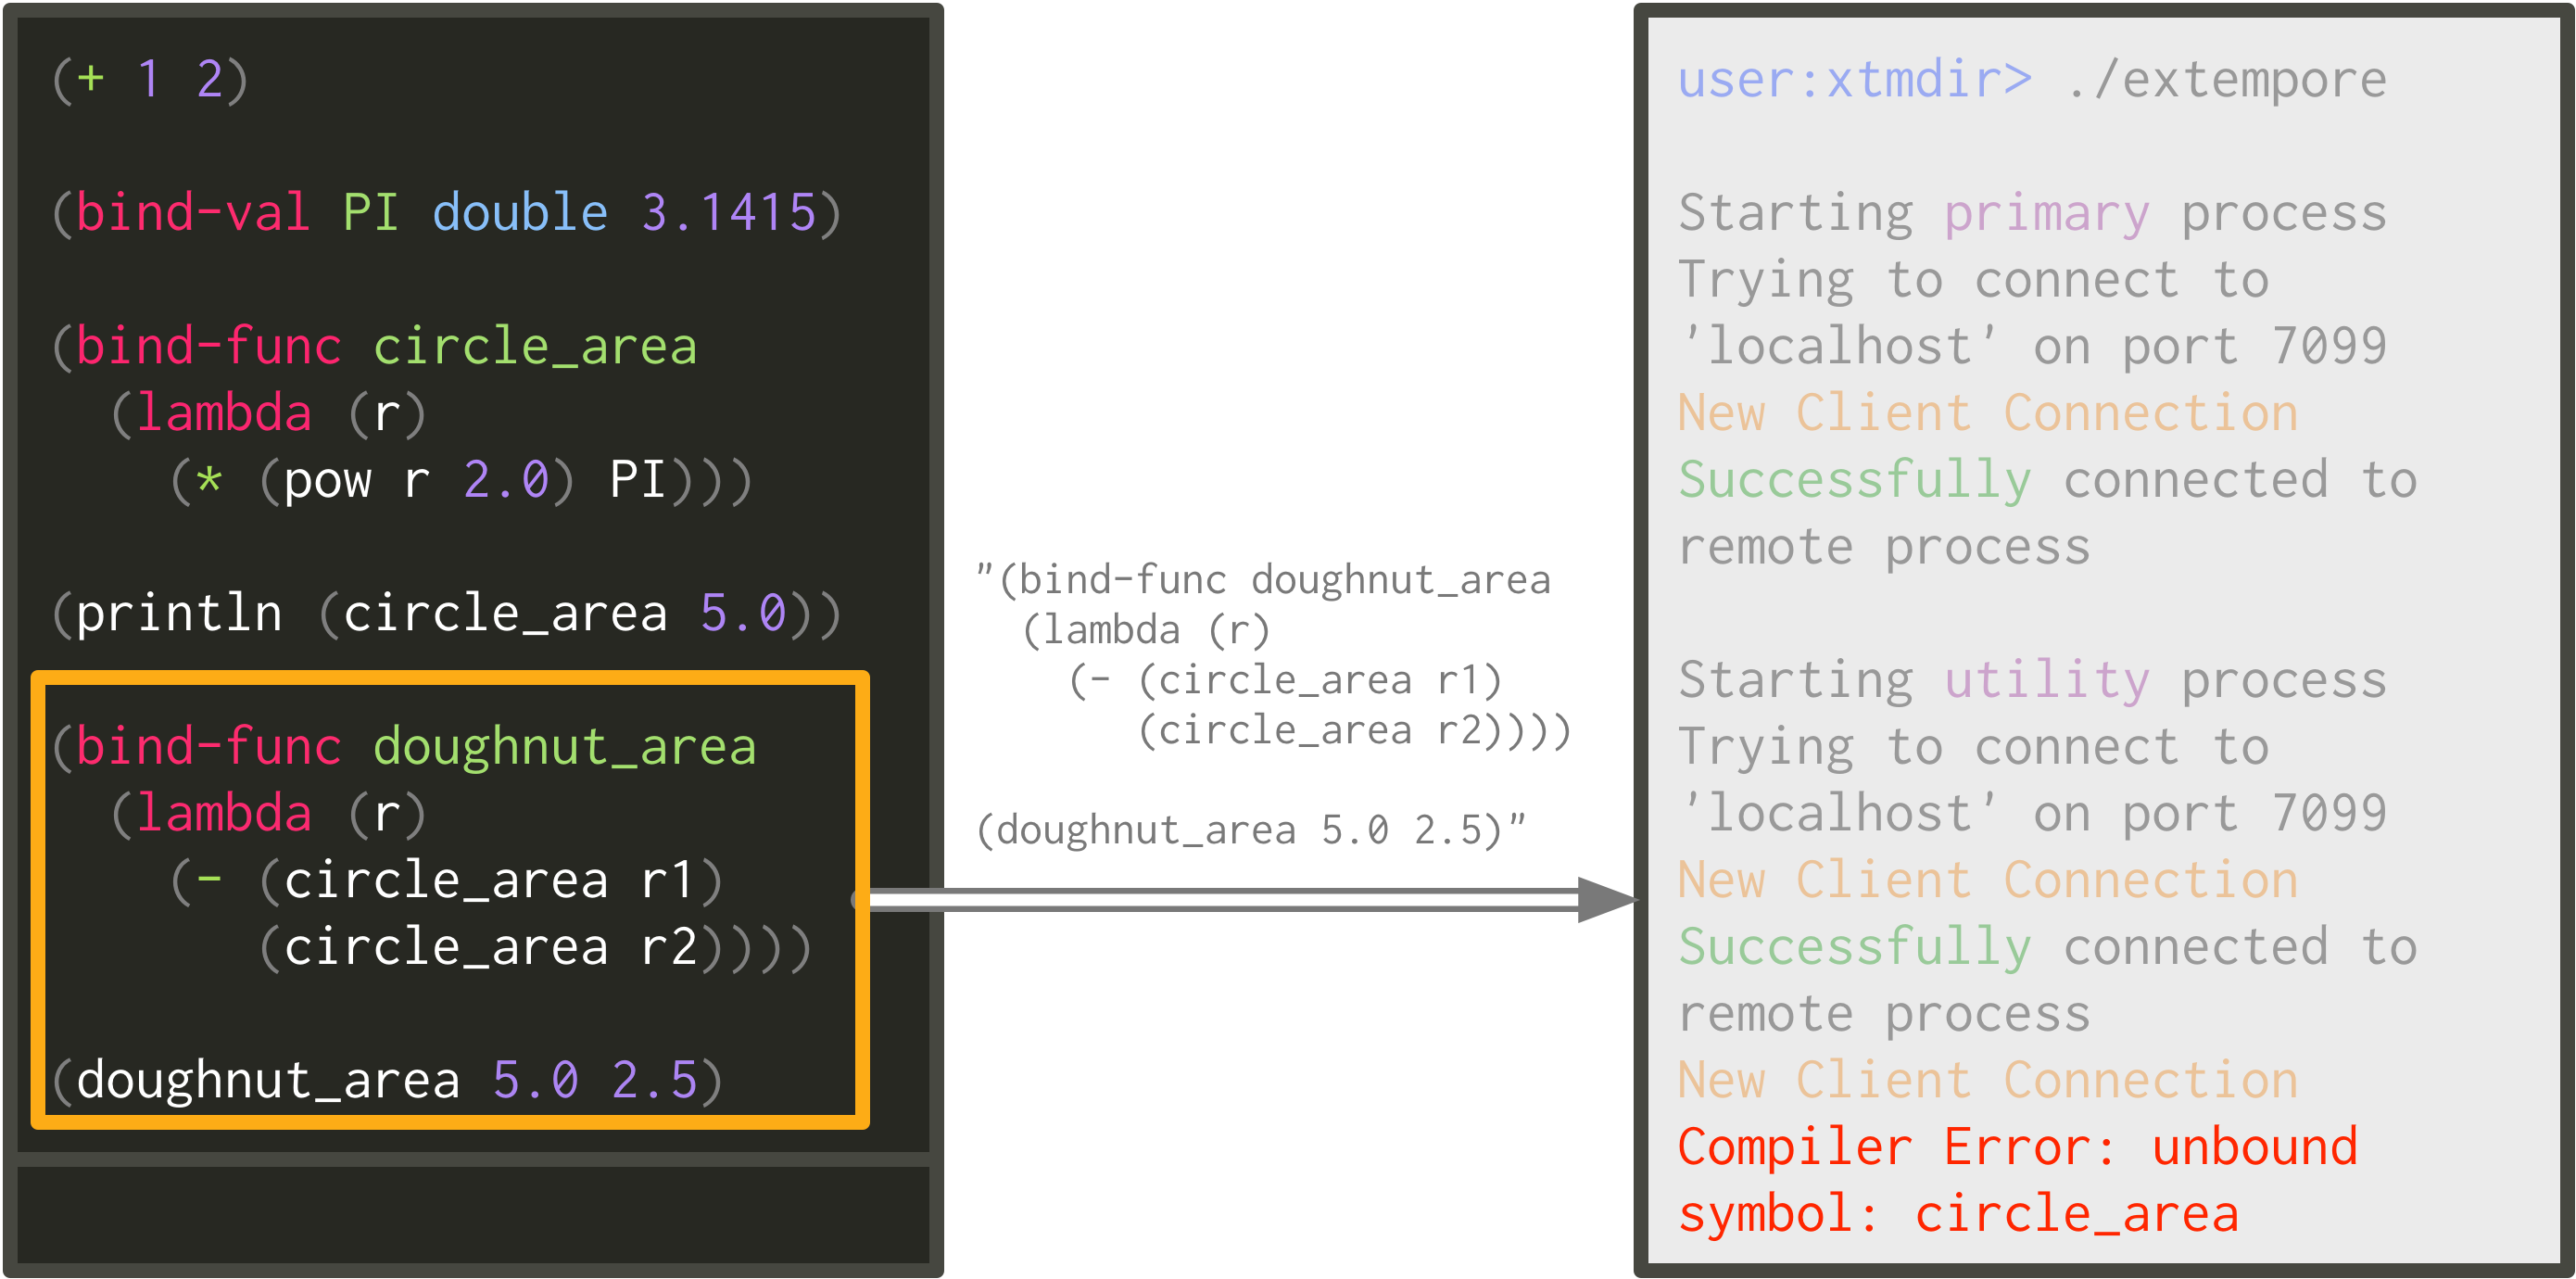 (+ 1 2)
(bind-val PI double 3.1415)
(bind-func circle_area
  (lambda (r)
    (* (pow r 2.0) PI)))
(println (circle_area 5.0))
(bind-func doughnut_area
  (lambda (r)
    (- (circle_area r1)
       (circle_area r2))))
(doughnut_area 5.0 2.5)
"(bind-func doughnut_area
  (lambda (r)
    (- (circle_area r1)
       (circle_area r2))))
(doughnut_area 5.0 2.5)"
user:xtmdir> ./extempore
Starting primary process
Trying to connect to
'localhost' on port 7099
New Client Connection
Successfully connected to
remote process
Starting utility process
Trying to connect to
'localhost' on port 7099
New Client Connection
Successfully connected to
remote process
New Client Connection
Compiler Error: unbound
symbol: circle_area